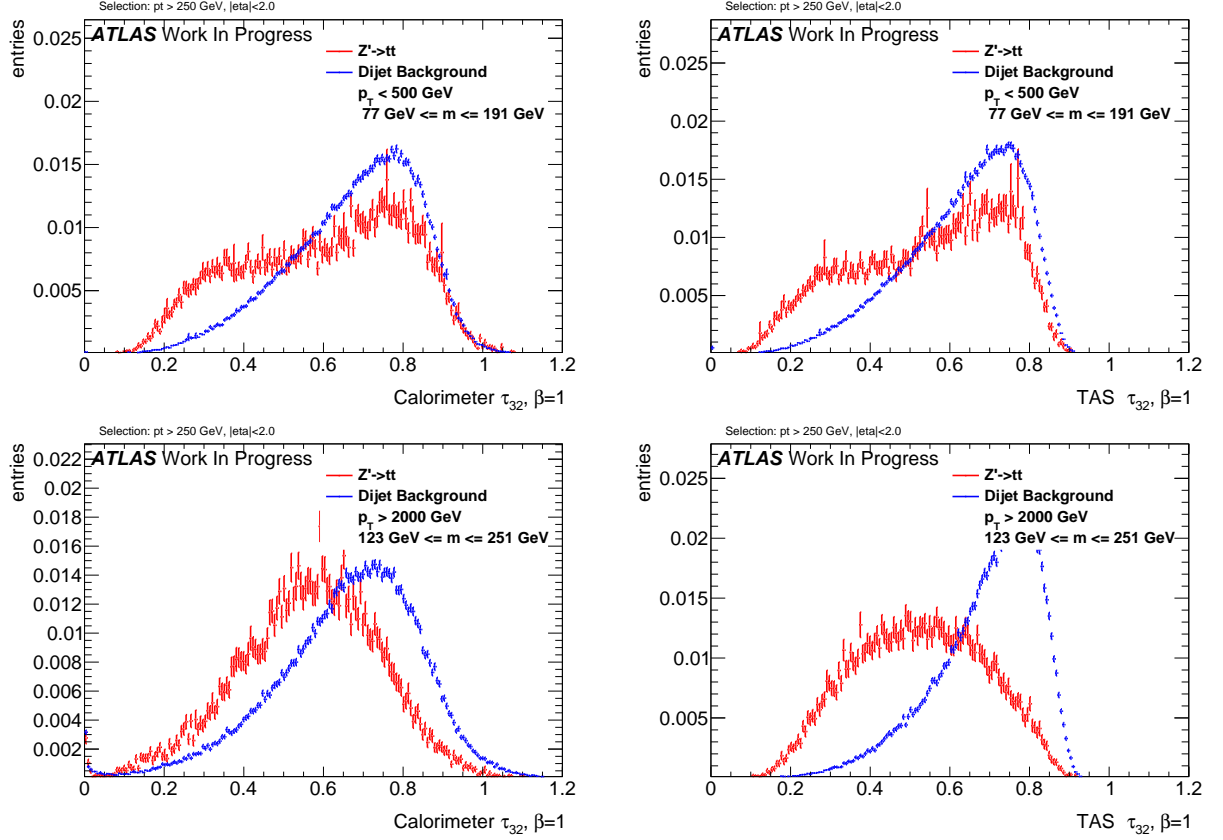 Selection: pt > 250 GeV, |eta|<2.0
ATLAS Work In Progress
entries
Z'->tt
Dijet Background
p_T < 500 GeV
77 GeV <= m <= 191 GeV
0.025
0.02
0.015
0.01
0.005
0 0.2 0.4 0.6 0.8 1 1.2
Calorimeter τ_32, β=1
Selection: pt > 250 GeV, |eta|<2.0
ATLAS Work In Progress
entries
Z'->tt
Dijet Background
p_T < 500 GeV
77 GeV <= m <= 191 GeV
0.025
0.02
0.015
0.01
0.005
0 0.2 0.4 0.6 0.8 1 1.2
TAS τ_32, β=1
Selection: pt > 250 GeV, |eta|<2.0
ATLAS Work In Progress
entries
Z'->tt
Dijet Background
p_T > 2000 GeV
123 GeV <= m <= 251 GeV
0.022
0.02
0.018
0.016
0.014
0.012
0.01
0.008
0.006
0.004
0.002
0 0.2 0.4 0.6 0.8 1 1.2
Calorimeter τ_32, β=1
Selection: pt > 250 GeV, |eta|<2.0
ATLAS Work In Progress
entries
Z'->tt
Dijet Background
p_T > 2000 GeV
123 GeV <= m <= 251 GeV
0.025
0.02
0.015
0.01
0.005
0 0.2 0.4 0.6 0.8 1 1.2
TAS τ_32, β=1